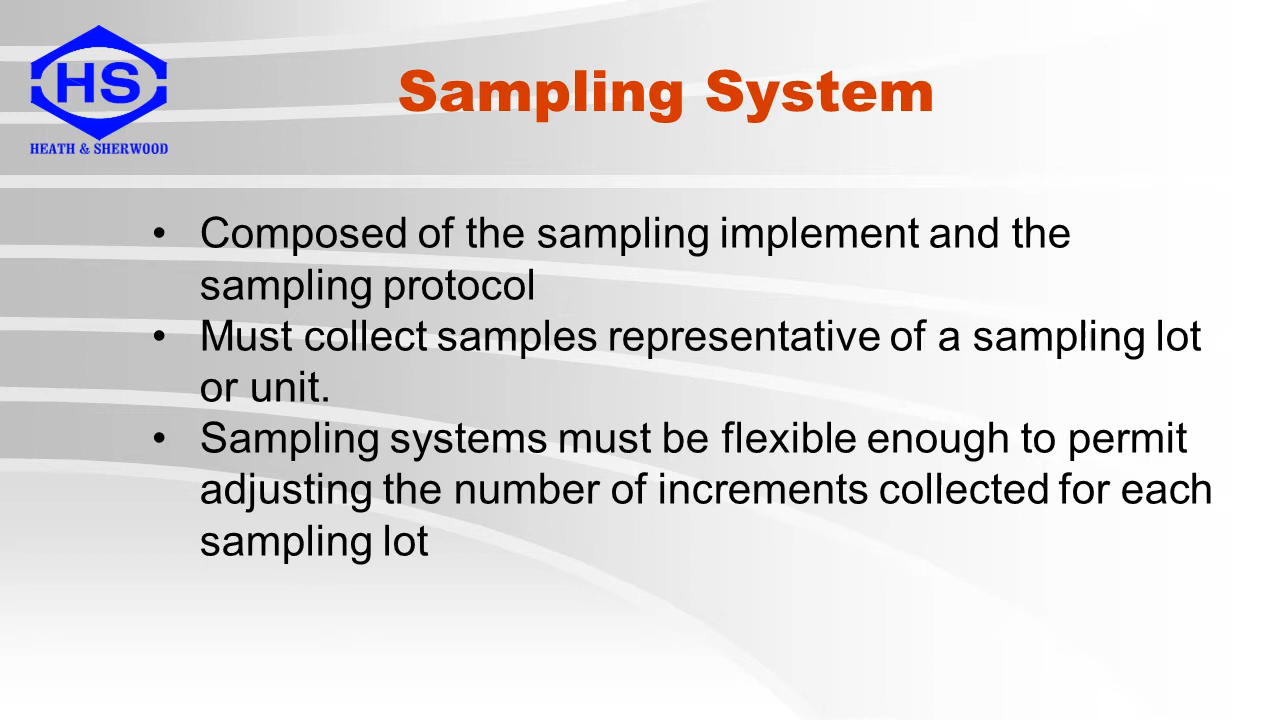 HS
HEATH & SHERWOOD
Sampling System
• Composed of the sampling implement and the
sampling protocol
• Must collect samples representative of a sampling lot
or unit.
• Sampling systems must be flexible enough to permit
adjusting the number of increments collected for each
sampling lot